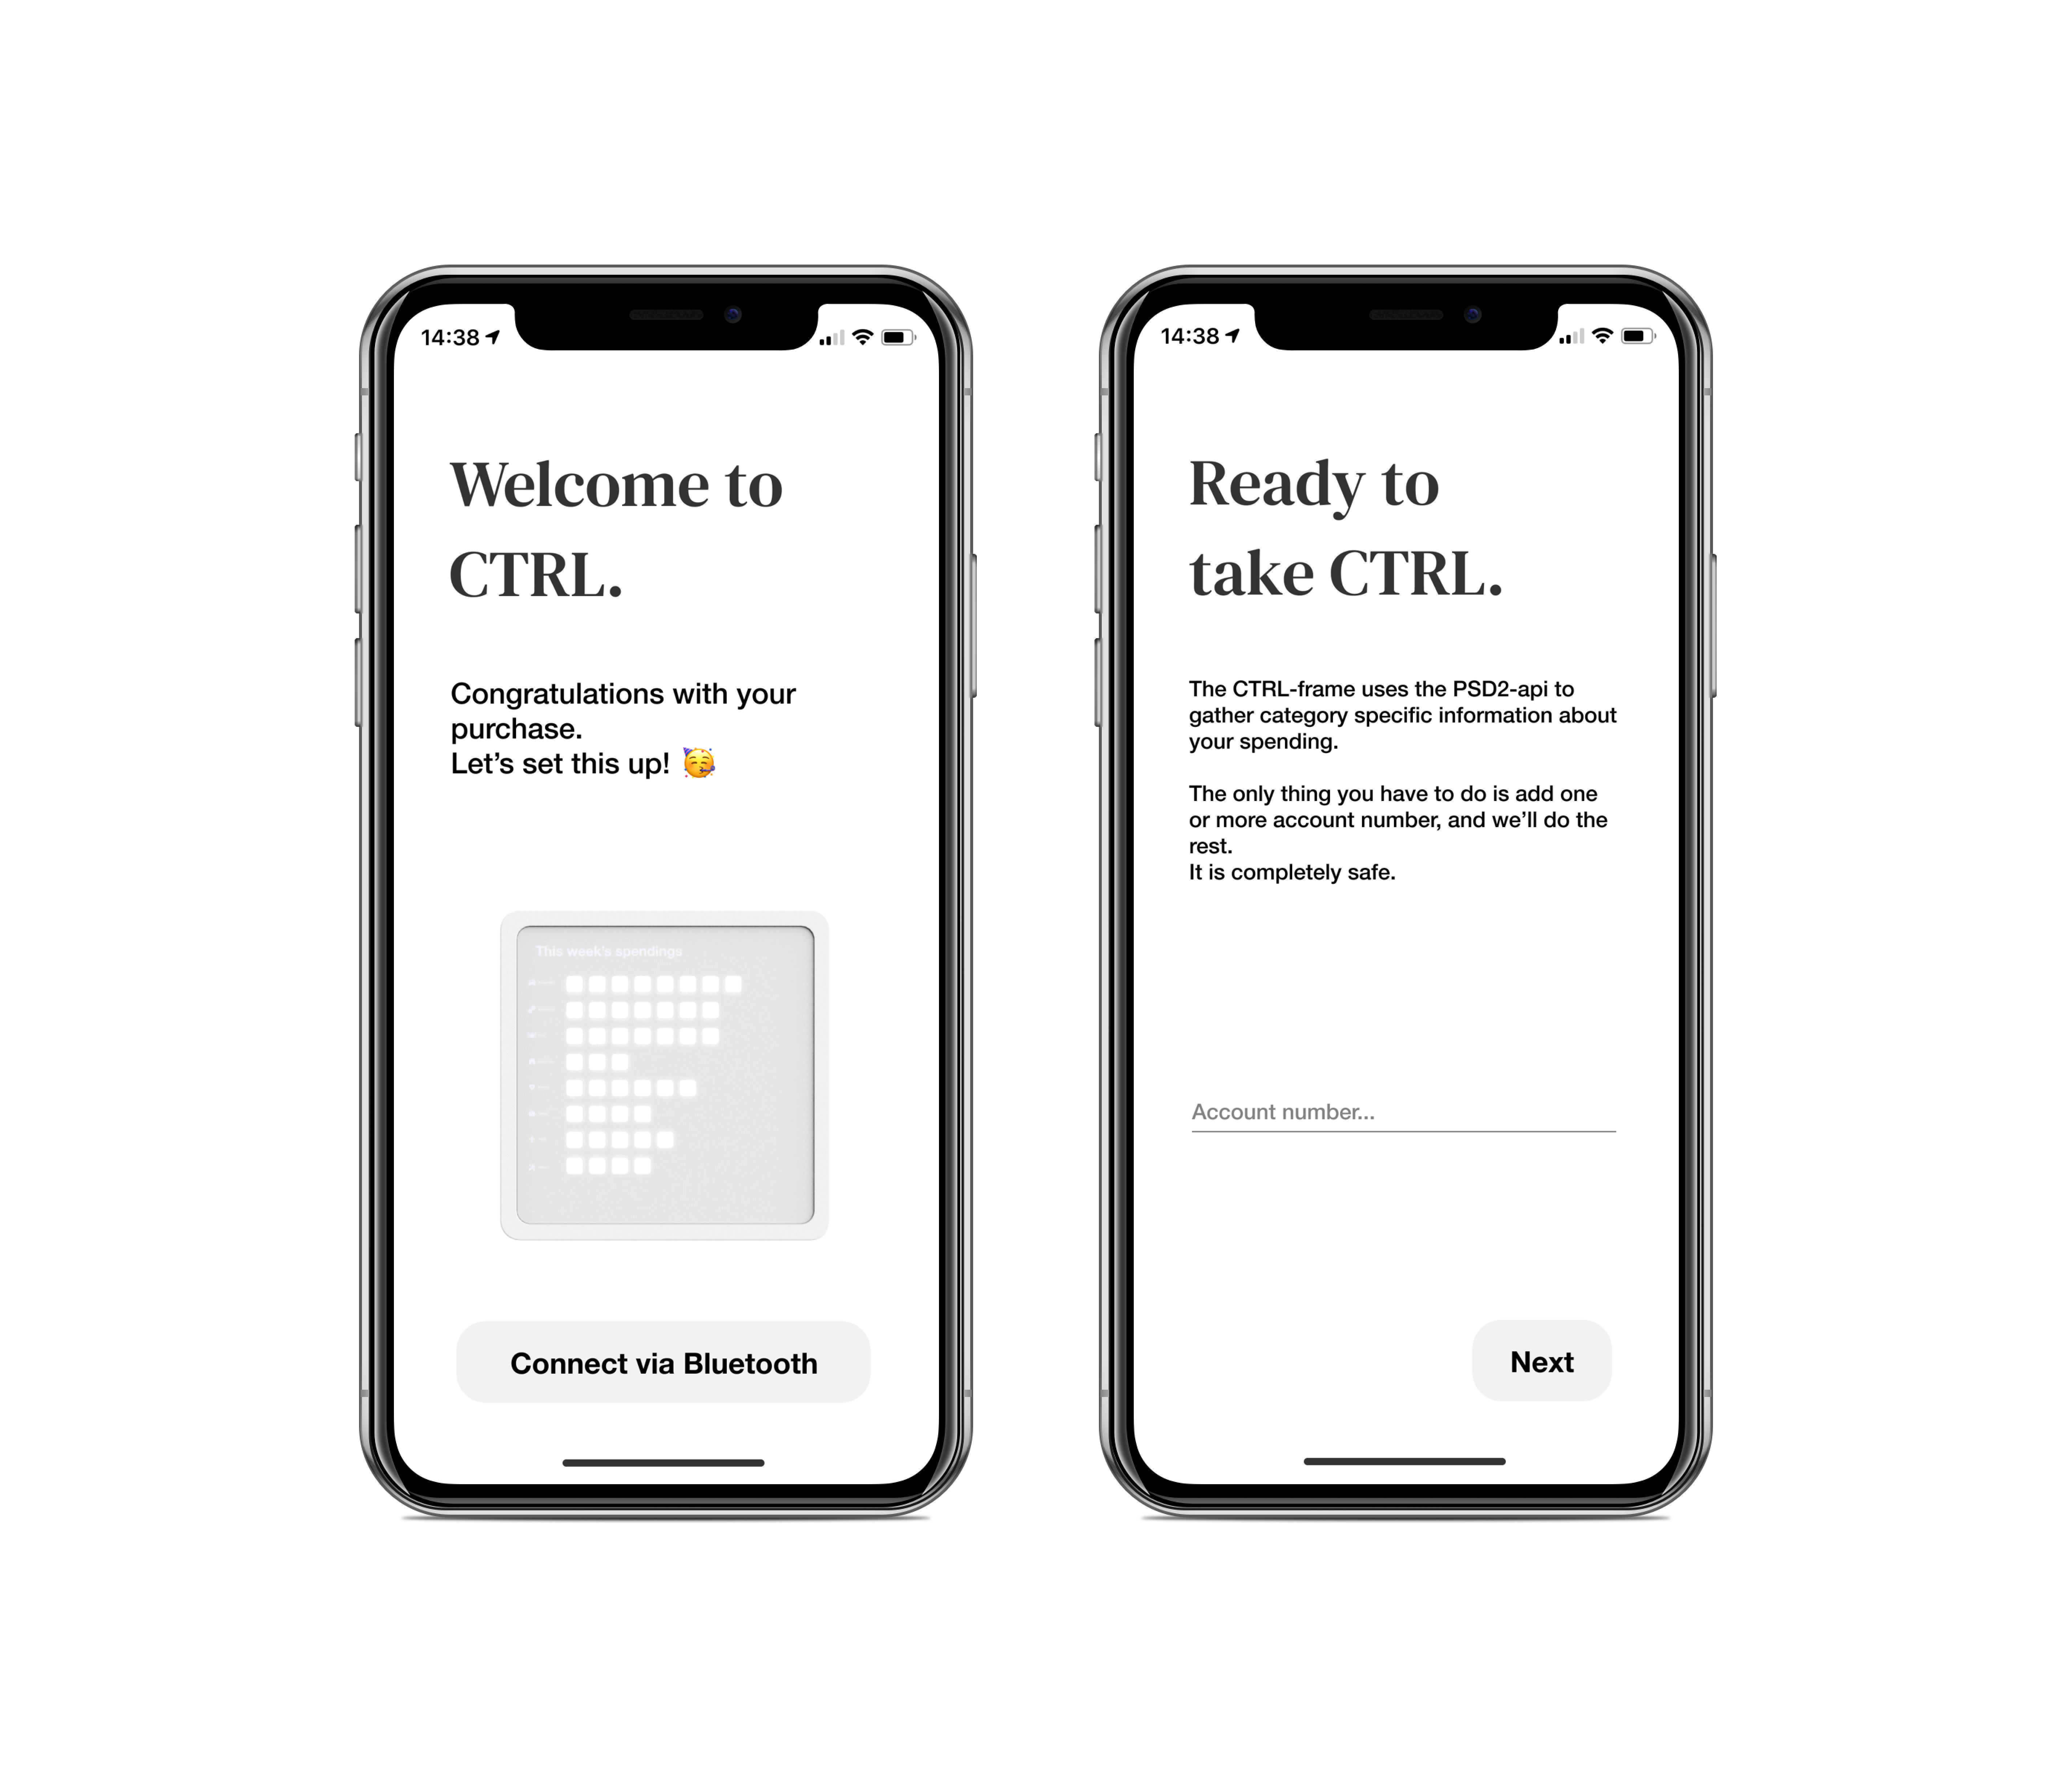 14:38
Welcome to
CTRL.
Congratulations with your
purchase.
Let's set this up! 🥳
This week's spendings
Connect via Bluetooth
14:38
Ready to
take CTRL.
The CTRL-frame uses the PSD2-api to
gather category specific information about
your spending.
The only thing you have to do is add one
or more account number, and we'll do the
rest.
It is completely safe.
Account number...
Next